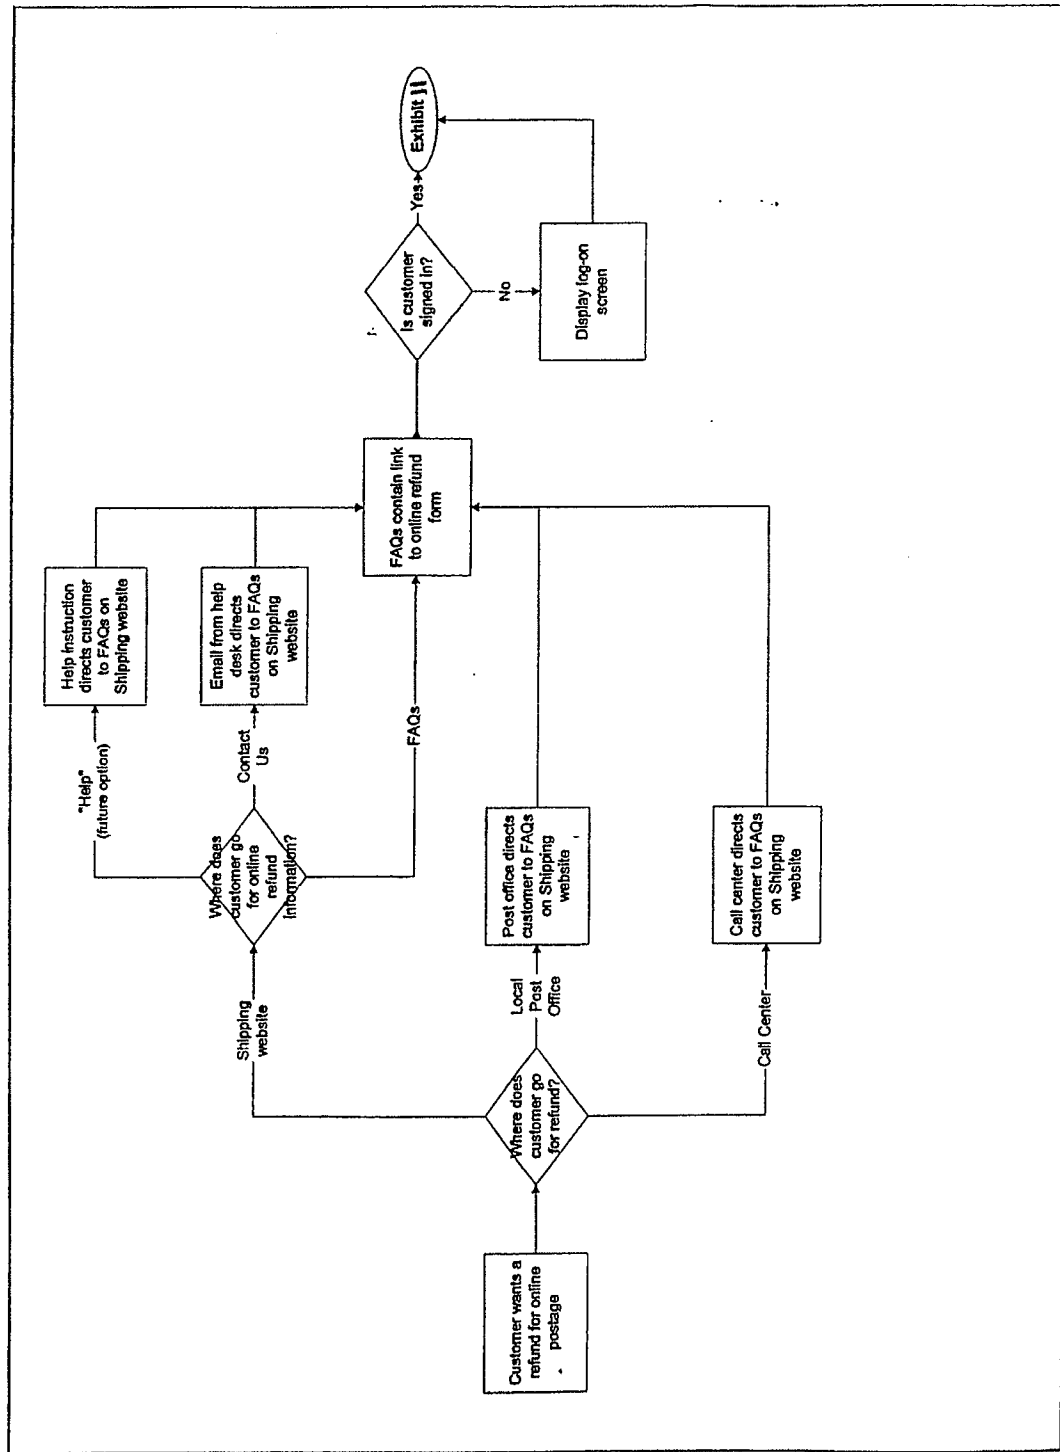 Customer wants a
refund for online
postage
Where does
customer go
for refund?
Shipping
website
Local
Post
Office
Call Center
Where does
customer go
for online
refund
information?
"Help"
(future option)
Contact
Us
FAQs
Help instruction
directs customer
to FAQs on
Shipping website
Email from help
desk directs
customer to FAQs
on Shipping
website
Post office directs
customer to FAQs
on Shipping
website
Call center directs
customer to FAQs
on Shipping
website
FAQs contain link
to online refund
form
Is customer
signed in?
Yes
No
Display log-on
screen
Exhibit 11